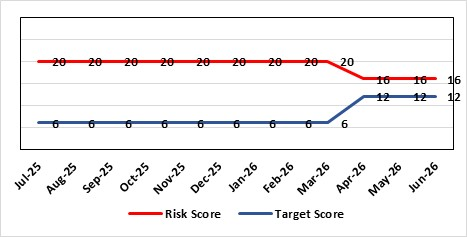 20 20 20 20 20 20 20 20 20
16 16 16
12 12 12
6 6 6 6 6 6 6 6 6
Jul-25 Aug-25 Sep-25 Oct-25 Nov-25 Dec-25 Jan-26 Feb-26 Mar-26 Apr-26 May-26 Jun-26
Risk Score Target Score